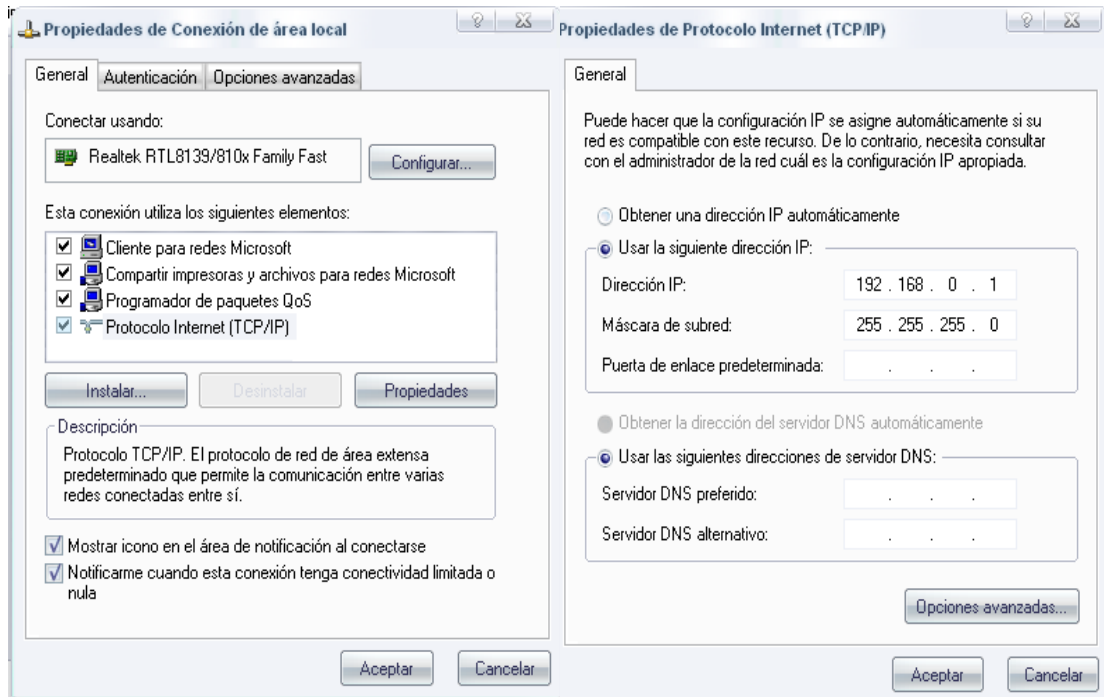 Propiedades de Conexión de área local
General
Autenticación
Opciones avanzadas
Conectar usando:
Realtek RTL8139/810x Family Fast
Configurar...
Esta conexión utiliza los siguientes elementos:
Cliente para redes Microsoft
Compartir impresoras y archivos para redes Microsoft
Programador de paquetes QoS
Protocolo Internet (TCP/IP)
Instalar...
Desinstalar
Propiedades
Descripción
Protocolo TCP/IP. El protocolo de red de área extensa
predeterminado que permite la comunicación entre varias
redes conectadas entre sí.
Mostrar icono en el área de notificación al conectarse
Notificarme cuando esta conexión tenga conectividad limitada o
nula
Aceptar
Cancelar
Propiedades de Protocolo Internet (TCP/IP)
General
Puede hacer que la configuración IP se asigne automáticamente si su
red es compatible con este recurso. De lo contrario, necesita consultar
con el administrador de la red cuál es la configuración IP apropiada.
Obtener una dirección IP automáticamente
Usar la siguiente dirección IP:
Dirección IP: 192 . 168 . 0 . 1
Máscara de subred: 255 . 255 . 255 . 0
Puerta de enlace predeterminada: . . .
Obtener la dirección del servidor DNS automáticamente
Usar las siguientes direcciones de servidor DNS:
Servidor DNS preferido: . . .
Servidor DNS alternativo: . . .
Opciones avanzadas...
Aceptar
Cancelar